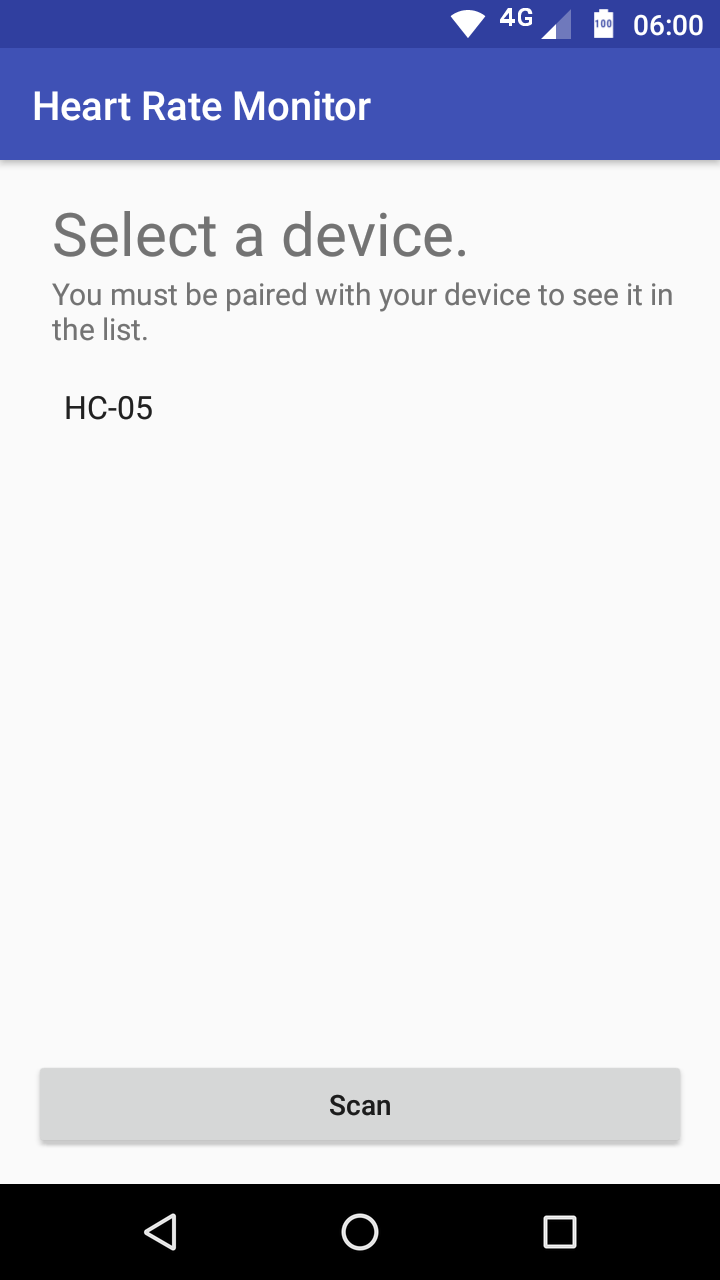 4G 100 06:00
Heart Rate Monitor
Select a device.
You must be paired with your device to see it in
the list.
HC-05
Scan